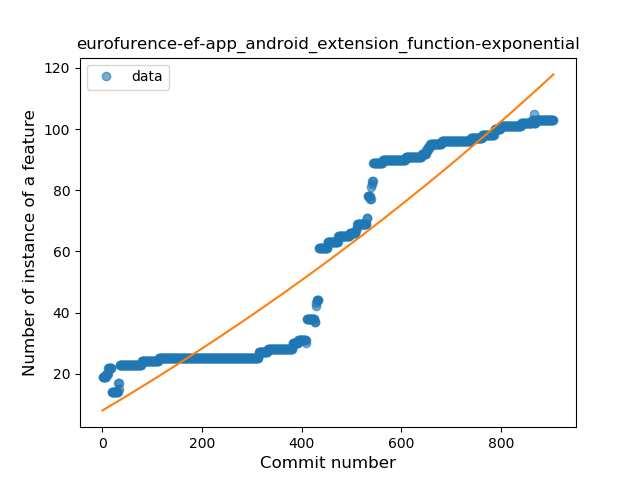 eurofurence-ef-app_android_extension_function-exponential
data
Number of instance of a feature
120
100
80
60
40
20
0
200
400
600
800
Commit number